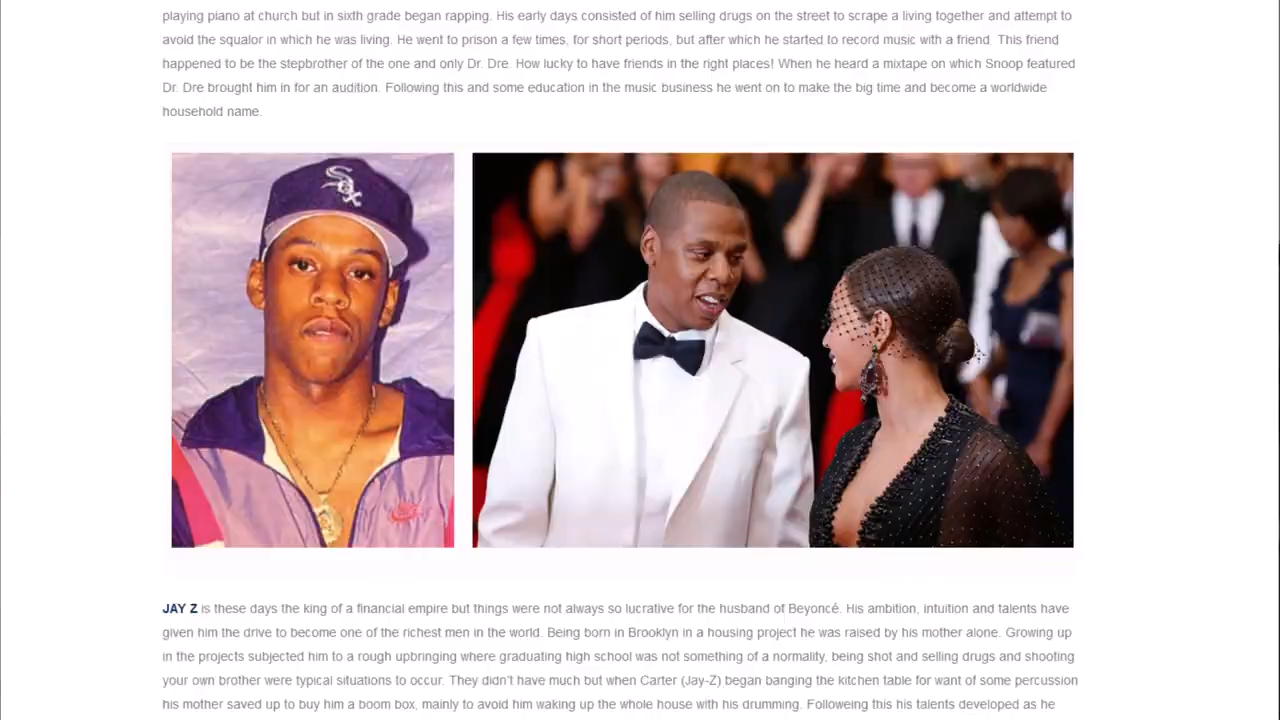 playing piano at church but in sixth grade began rapping. His early days consisted of him selling drugs on the street to scrape a living together and attempt to
avoid the squalor in which he was living. He went to prison a few times, for short periods, but after which he started to record music with a friend. This friend
happened to be the stepbrother of the one and only Dr. Dre. How lucky to have friends in the right places! When he heard a mixtape on which Snoop featured
Dr. Dre brought him in for an audition. Following this and some education in the music business he went on to make the big time and become a worldwide
household name.
Sox
JAY Z is these days the king of a financial empire but things were not always so lucrative for the husband of Beyoncé. His ambition, intuition and talents have
given him the drive to become one of the richest men in the world. Being born in Brooklyn in a housing project he was raised by his mother alone. Growing up
in the projects subjected him to a rough upbringing where graduating high school was not something of a normality, being shot and selling drugs and shooting
your own brother were typical situations to occur. They didn't have much but when Carter (Jay-Z) began banging the kitchen table for want of some percussion
his mother saved up to buy him a boom box, mainly to avoid him waking up the whole house with his drumming. Followeing this his talents developed as he